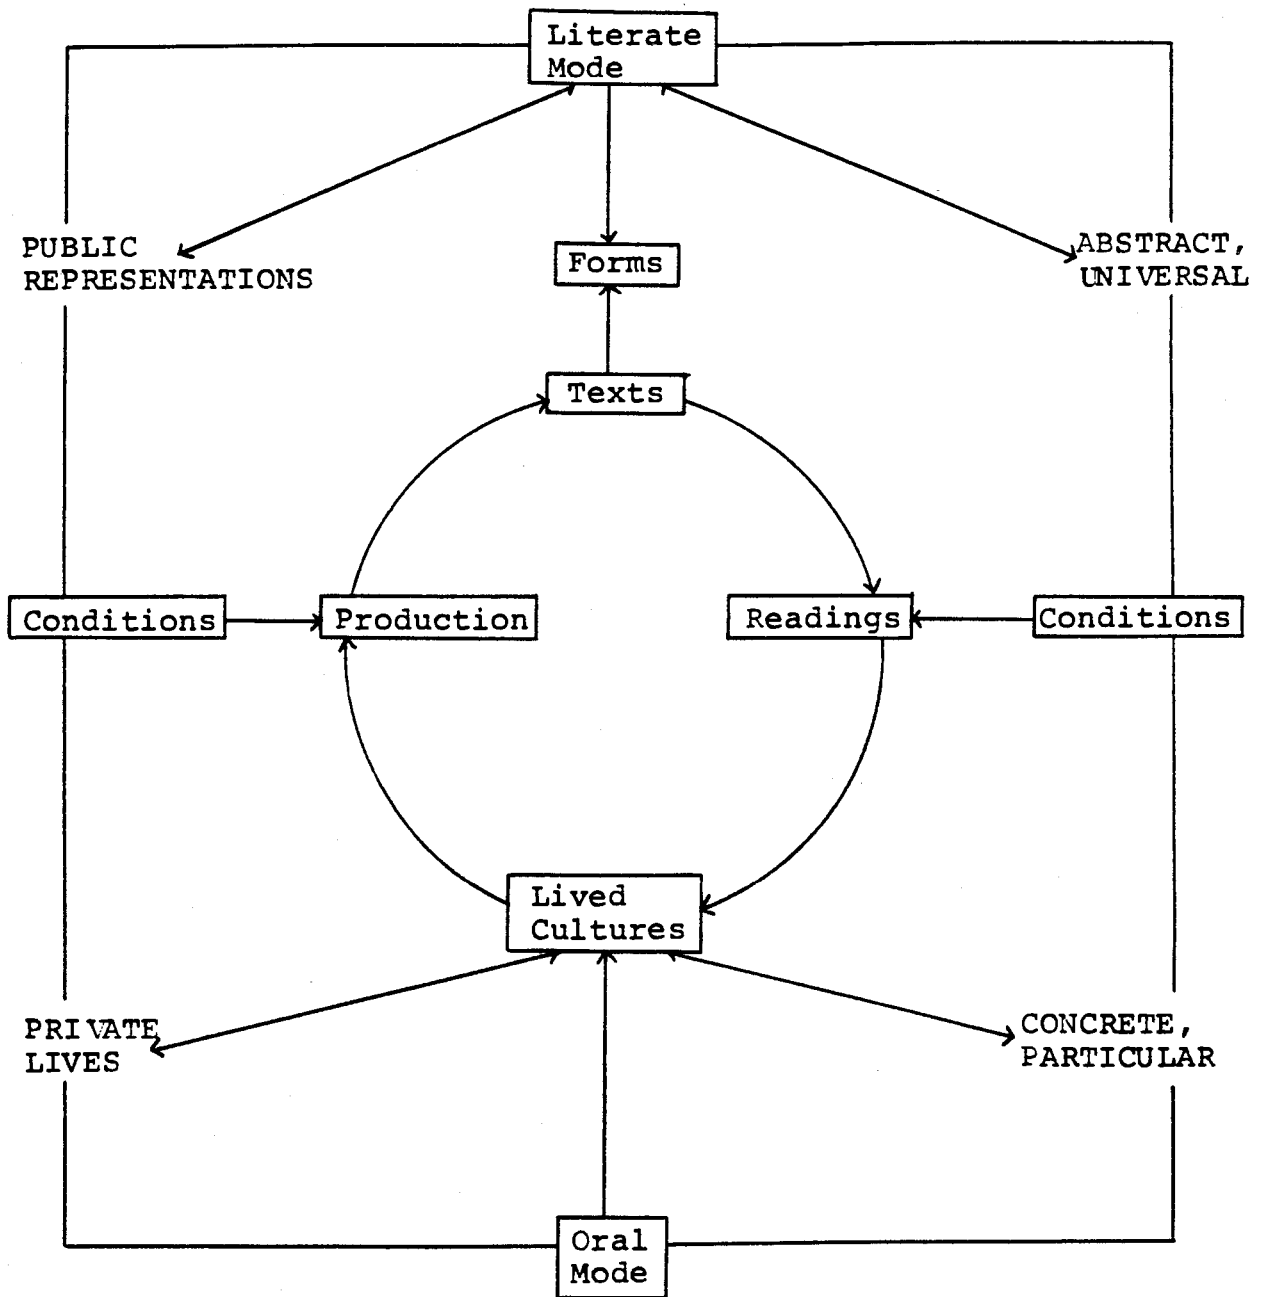 Literate
Mode
PUBLIC
REPRESENTATIONS
ABSTRACT,
UNIVERSAL
Forms
Texts
Conditions
Production
Readings
Conditions
Lived
Cultures
PRIVATE
LIVES
CONCRETE,
PARTICULAR
Oral
Mode